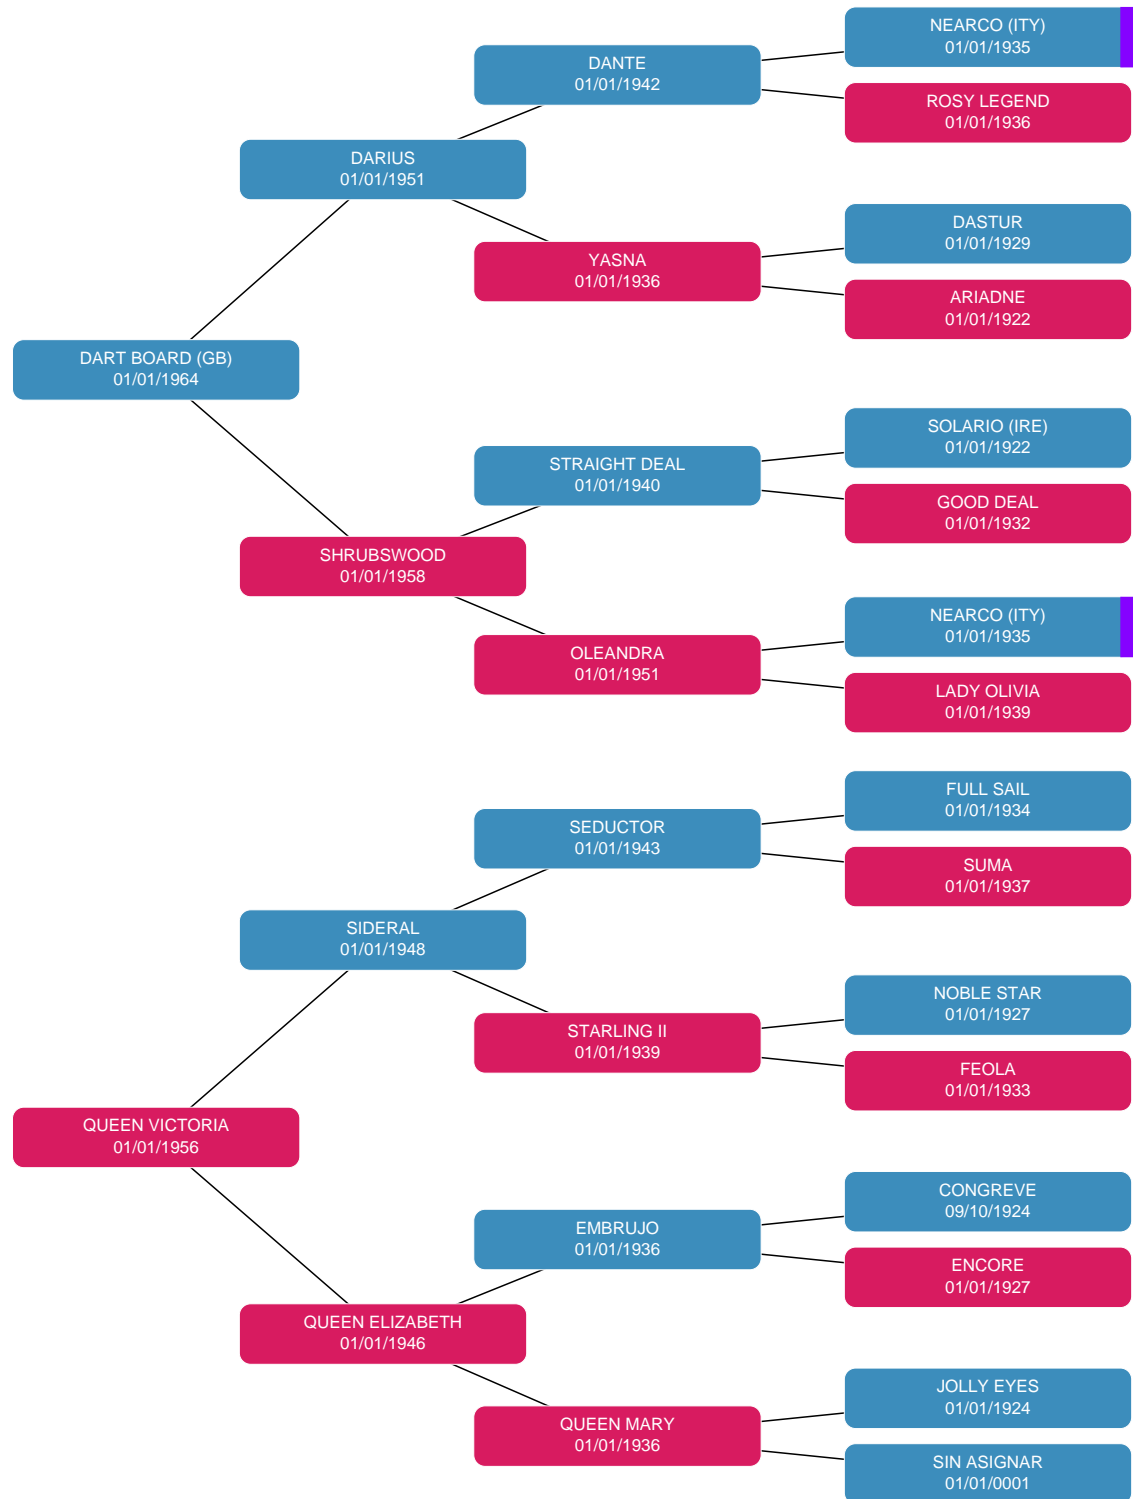 NEARCO (ITY)
01/01/1935
DANTE
01/01/1942
ROSY LEGEND
01/01/1936
DARIUS
01/01/1951
DASTUR
01/01/1929
YASNA
01/01/1936
ARIADNE
01/01/1922
DART BOARD (GB)
01/01/1964
SOLARIO (IRE)
01/01/1922
STRAIGHT DEAL
01/01/1940
GOOD DEAL
01/01/1932
SHRUBSWOOD
01/01/1958
NEARCO (ITY)
01/01/1935
OLEANDRA
01/01/1951
LADY OLIVIA
01/01/1939
FULL SAIL
01/01/1934
SEDUCTOR
01/01/1943
SUMA
01/01/1937
SIDERAL
01/01/1948
NOBLE STAR
01/01/1927
STARLING II
01/01/1939
FEOLA
01/01/1933
QUEEN VICTORIA
01/01/1956
CONGREVE
09/10/1924
EMBRUJO
01/01/1936
ENCORE
01/01/1927
QUEEN ELIZABETH
01/01/1946
JOLLY EYES
01/01/1924
QUEEN MARY
01/01/1936
SIN ASIGNAR
01/01/0001